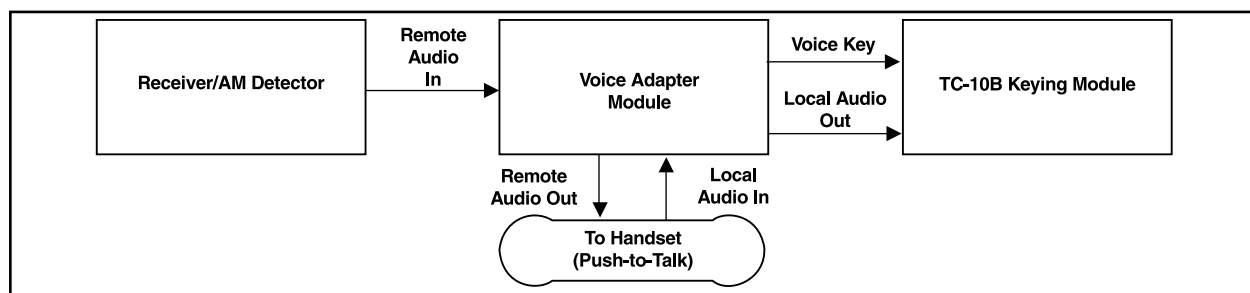 Receiver/AM Detector
Remote
Audio
In
Voice Adapter
Module
Voice Key
Local Audio
Out
TC-10B Keying Module
Remote
Audio Out
Local
Audio In
To Handset
(Push-to-Talk)